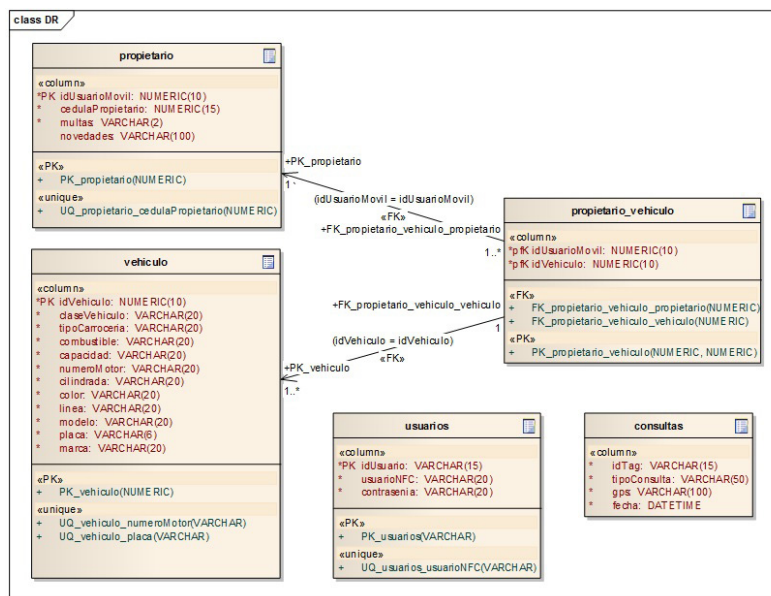 class DR
propietario
«column»
*PK idUsuarioMovil: NUMERIC(10)
* cedulaPropietario: NUMERIC(15)
* multas: VARCHAR(2)
novedades: VARCHAR(100)
«PK»
+ PK_propietario(NUMERIC)
«unique»
+ UQ_propietario_cedulaPropietario(NUMERIC)
+PK_propietario
1
(idUsuarioMovil = idUsuarioMovil)
«FK»
+FK_propietario_vehiculo_propietario
1..*
propietario_vehiculo
«column»
*pfK idUsuarioMovil: NUMERIC(10)
*pfK idVehiculo: NUMERIC(10)
«FK»
+ FK_propietario_vehiculo_propietario(NUMERIC)
+ FK_propietario_vehiculo_vehiculo(NUMERIC)
«PK»
+ PK_propietario_vehiculo(NUMERIC, NUMERIC)
vehiculo
«column»
*PK idVehiculo: NUMERIC(10)
* claseVehiculo: VARCHAR(20)
* tipoCarroceria: VARCHAR(20)
* combustible: VARCHAR(20)
* capacidad: VARCHAR(20)
* numeroMotor: VARCHAR(20)
* cilindrada: VARCHAR(20)
* color: VARCHAR(20)
* linea: VARCHAR(20)
* modelo: VARCHAR(20)
* placa: VARCHAR(6)
* marca: VARCHAR(20)
«PK»
+ PK_vehiculo(NUMERIC)
«unique»
+ UQ_vehiculo_numeroMotor(VARCHAR)
+ UQ_vehiculo_placa(VARCHAR)
+FK_propietario_vehiculo_vehiculo
1
(idVehiculo = idVehiculo)
«FK»
+PK_vehiculo
1..*
usuarios
«column»
*PK idUsuario: VARCHAR(15)
* usuarioNFC: VARCHAR(20)
* contrasenia: VARCHAR(20)
«PK»
+ PK_usuarios(VARCHAR)
«unique»
+ UQ_usuarios_usuarioNFC(VARCHAR)
consultas
«column»
* idTag: VARCHAR(15)
* tipoConsulta: VARCHAR(50)
* gps: VARCHAR(100)
* fecha: DATETIME